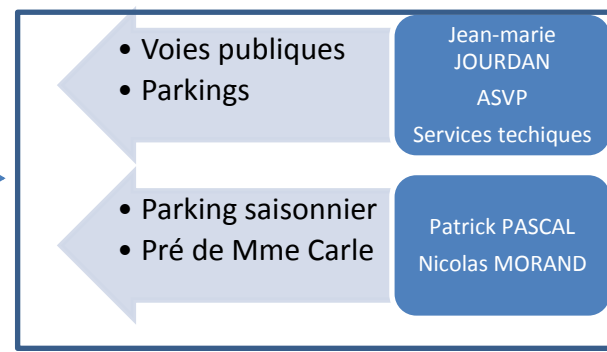 • Voies publiques
• Parkings
Jean-marie
JOURDAN
ASVP
Services techiques
• Parking saisonnier
• Pré de Mme Carle
Patrick PASCAL
Nicolas MORAND